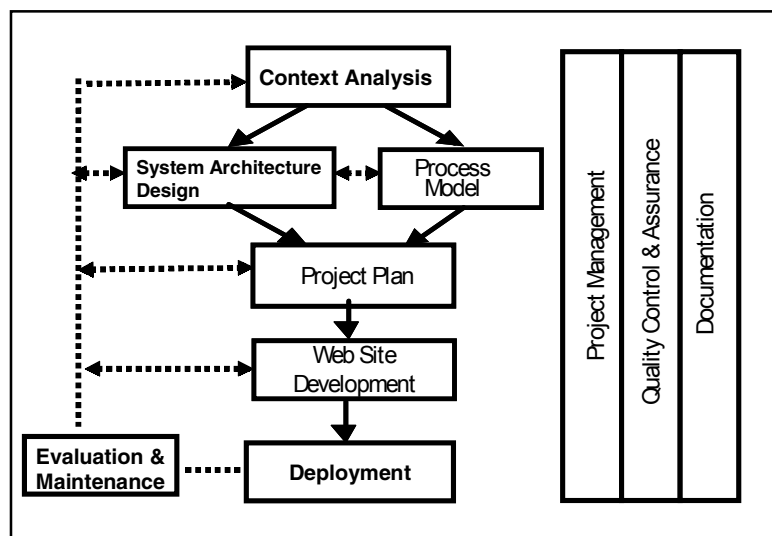 Context Analysis
System Architecture
Design
Process
Model
Project Plan
Web Site
Development
Evaluation &
Maintenance
Deployment
Project Management
Quality Control & Assurance
Documentation